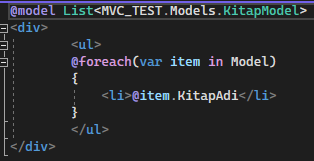 @model List<MVC_TEST.Models.KitapModel>
<div>
<ul>
@foreach(var item in Model)
{
<li>@item.KitapAdi</li>
}
</ul>
</div>